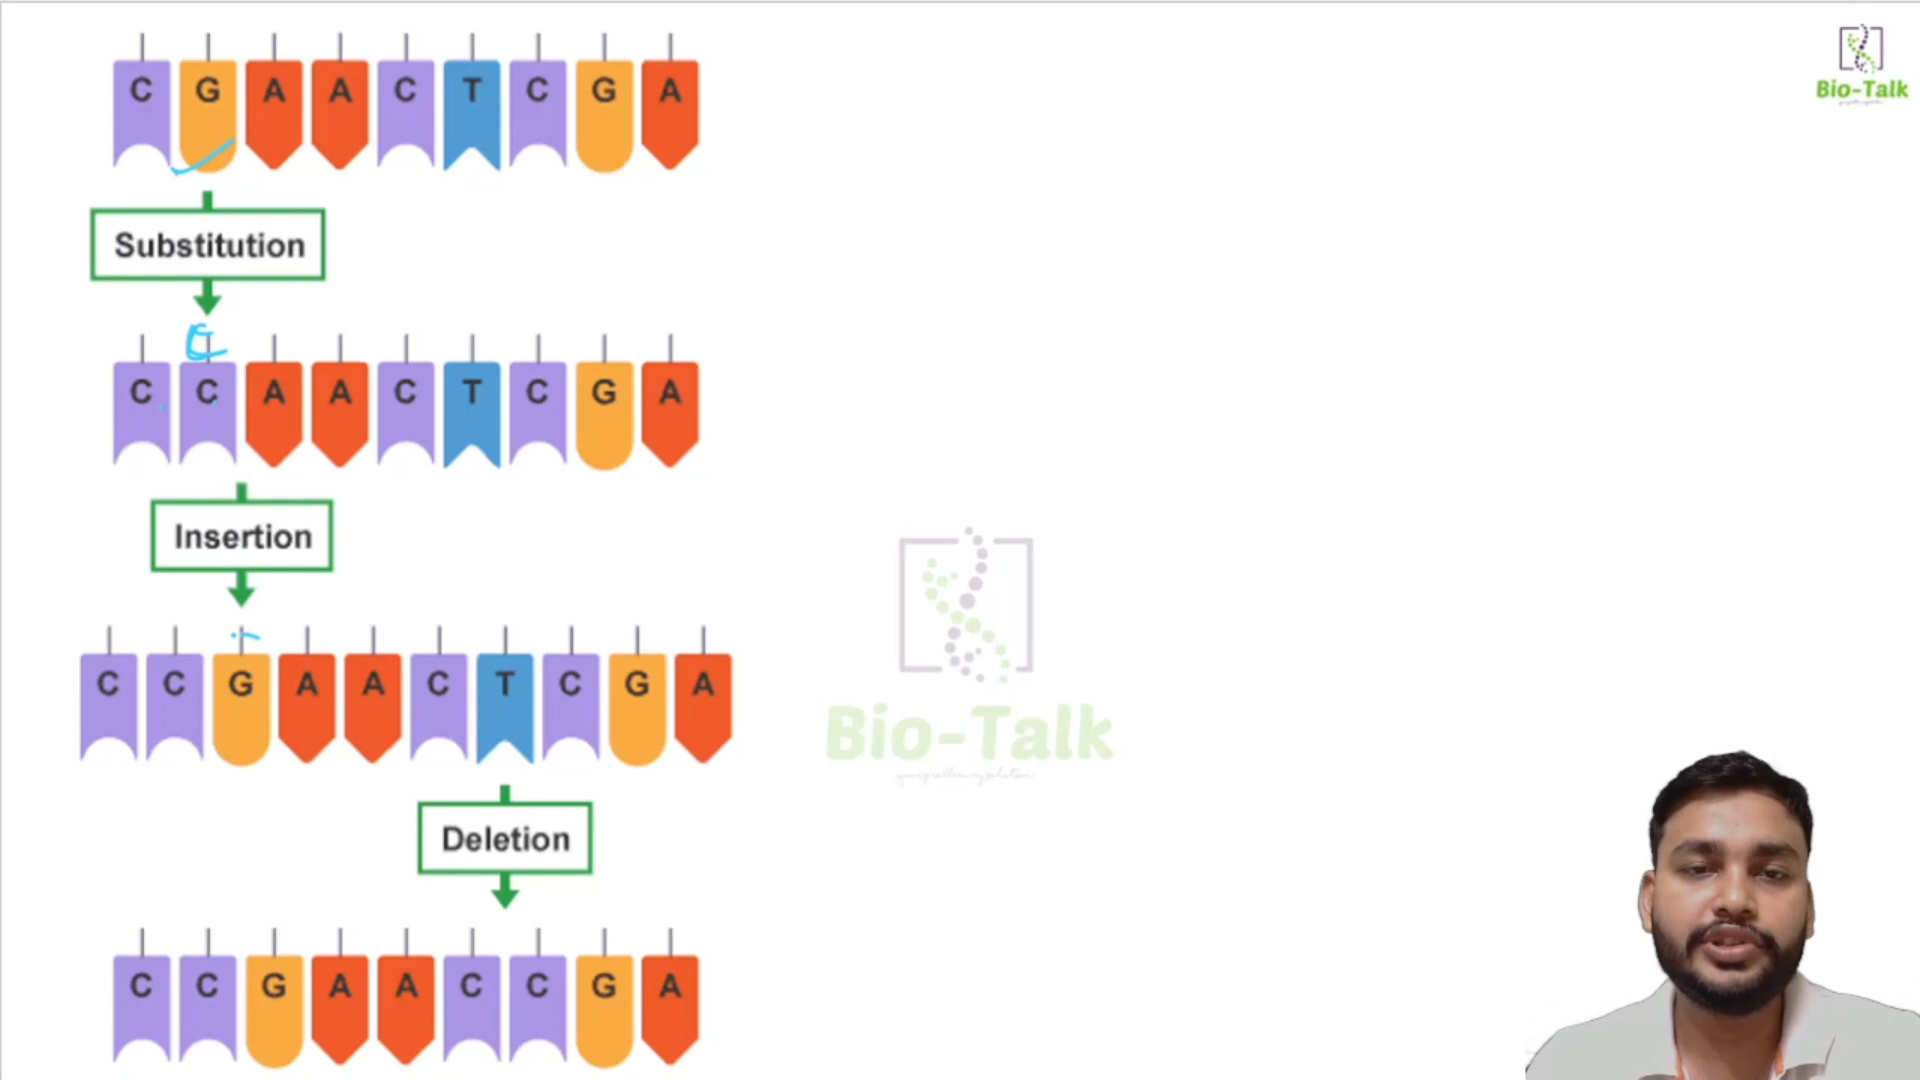 C G A A C T C G A
Bio-Talk
Substitution
C
C C A A C T C G A
Insertion
C C G A A C T C G A
Bio-Talk
Deletion
C C G A A C C G A